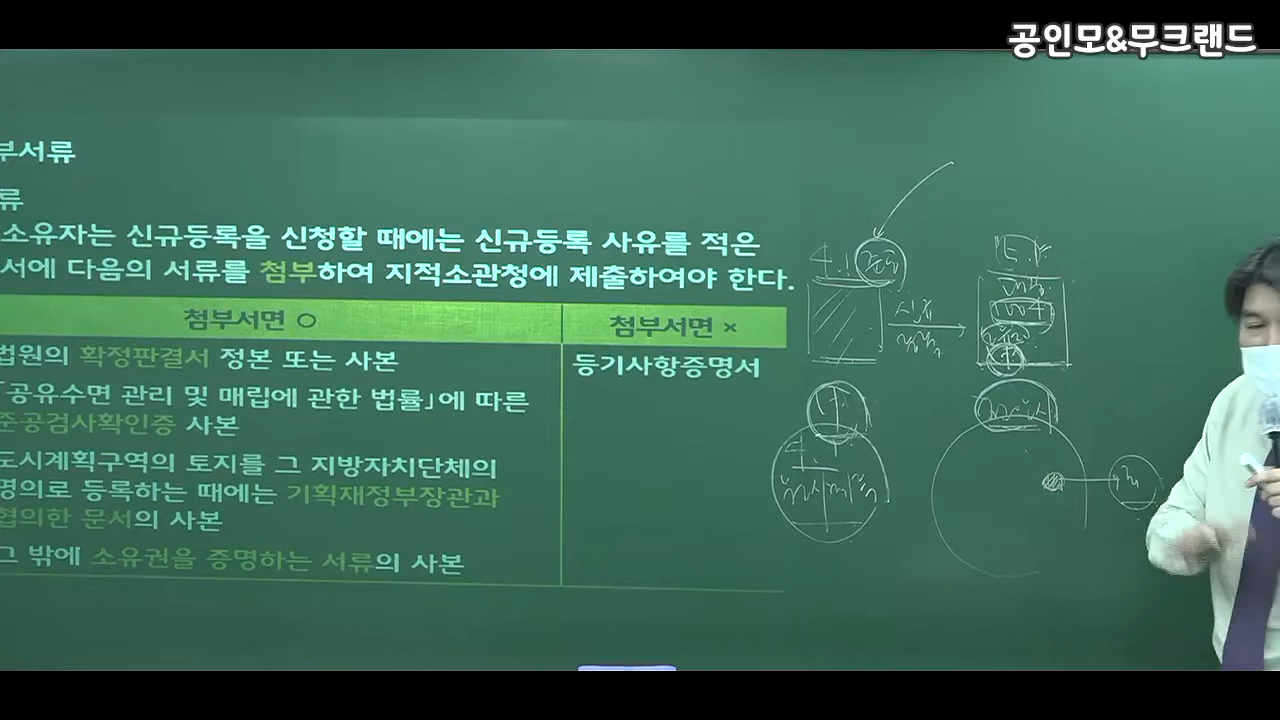 공인모&무크랜드
부서류
류
소유자는 신규등록을 신청할 때에는 신규등록 사유를 적은
서에 다음의 서류를 첨부하여 지적소관청에 제출하여야 한다.
첨부서면 ○
첨부서면 ×
법원의 확정판결서 정본 또는 사본
등기사항증명서
「공유수면 관리 및 매립에 관한 법률」에 따른
준공검사확인증 사본
도시계획구역의 토지를 그 지방자치단체의
명의로 등록하는 때에는 기획재정부장관과
협의한 문서의 사본
그 밖에 소유권을 증명하는 서류의 사본
4.1